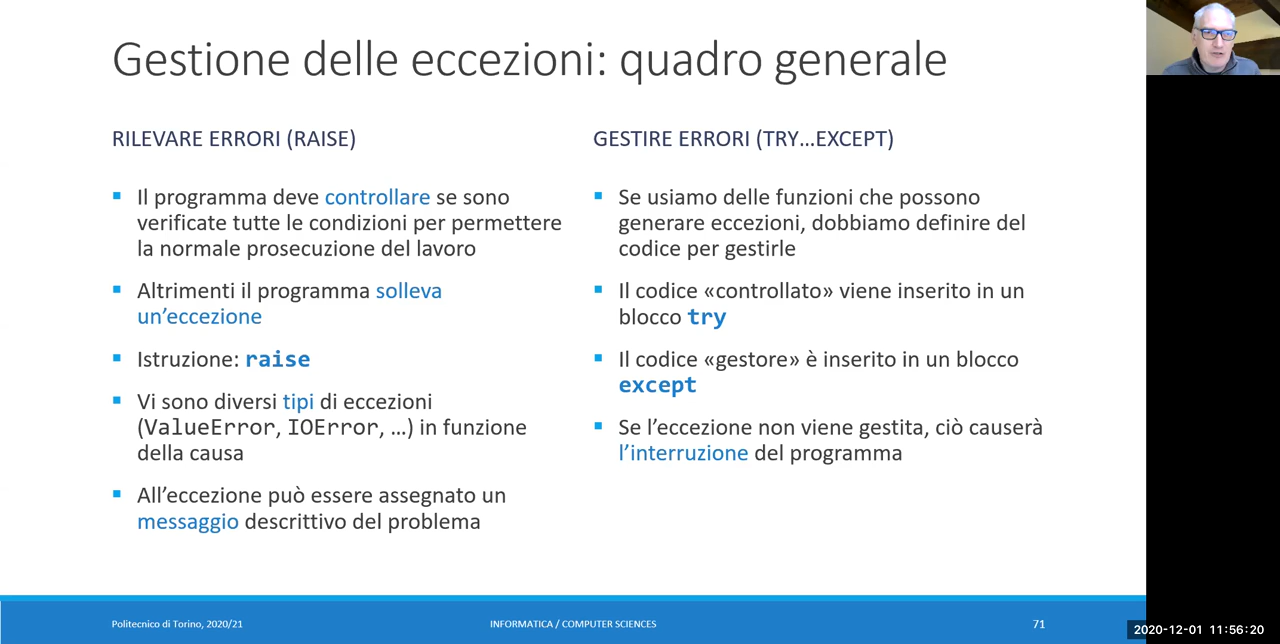 Gestione delle eccezioni: quadro generale
RILEVARE ERRORI (RAISE)
Il programma deve controllare se sono
verificate tutte le condizioni per permettere
la normale prosecuzione del lavoro
Altrimenti il programma solleva
un’eccezione
Istruzione: raise
Vi sono diversi tipi di eccezioni
(ValueError, IOError, …) in funzione
della causa
All’eccezione può essere assegnato un
messaggio descrittivo del problema
GESTIRE ERRORI (TRY…EXCEPT)
Se usiamo delle funzioni che possono
generare eccezioni, dobbiamo definire del
codice per gestirle
Il codice «controllato» viene inserito in un
blocco try
Il codice «gestore» è inserito in un blocco
except
Se l’eccezione non viene gestita, ciò causerà
l’interruzione del programma
Politecnico di Torino, 2020/21
INFORMATICA / COMPUTER SCIENCES
71
2020-12-01 11:56:20